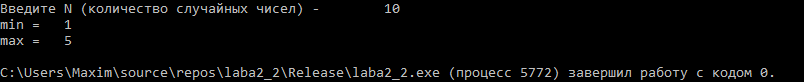 Введите N (количество случайных чисел) -        10
min =   1
max =   5
C:\Users\Maxim\source\repos\laba2_2\Release\laba2_2.exe (процесс 5772) завершил работу с кодом 0.